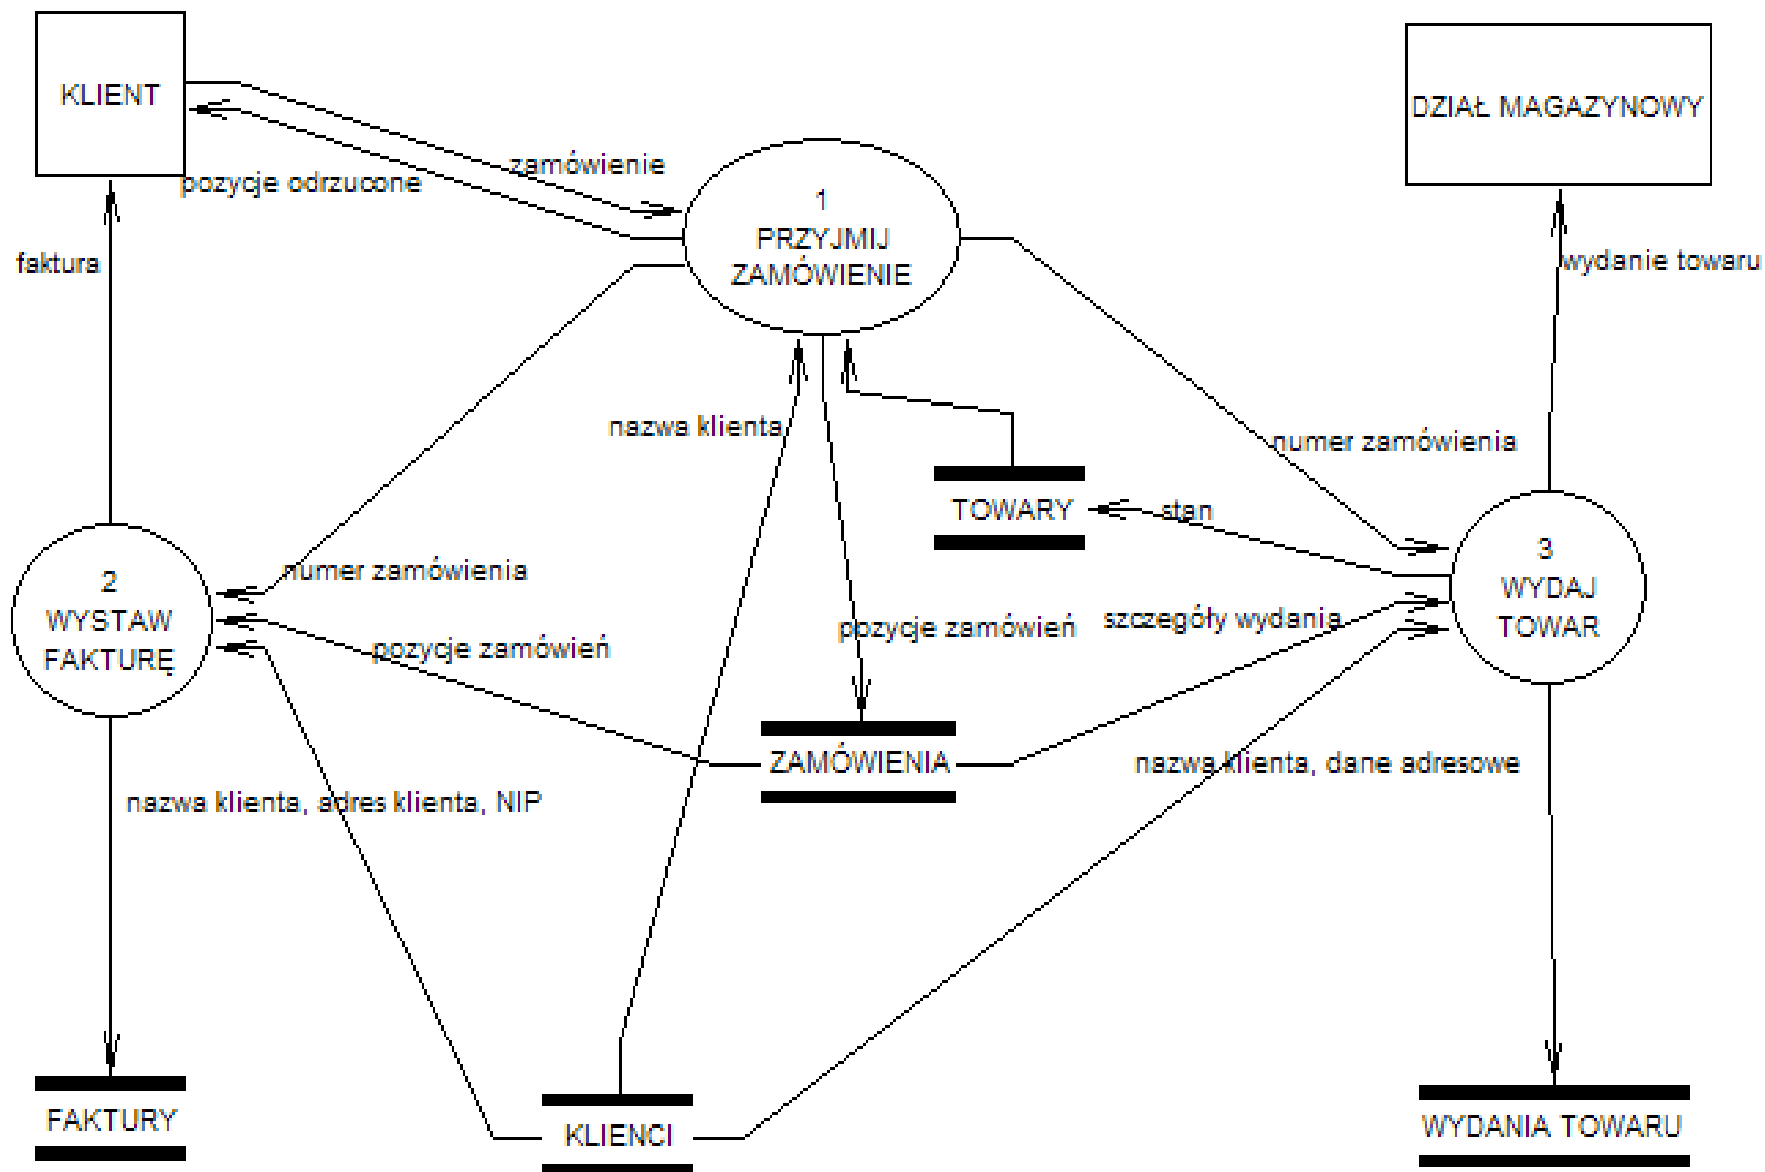 KLIENT
DZIAŁ MAGAZYNOWY
zamówienie
pozycje odrzucone
1
PRZYJMIJ
ZAMÓWIENIE
faktura
wydanie towaru
nazwa klienta
numer zamówienia
TOWARY
stan
3
WYDAJ
TOWAR
numer zamówienia
2
WYSTAW
FAKTURĘ
pozycje zamówień
pozycje zamówień
szczegóły wydania
ZAMÓWIENIA
nazwa klienta, dane adresowe
nazwa klienta, adres klienta, NIP
FAKTURY
KLIENCI
WYDANIA TOWARU